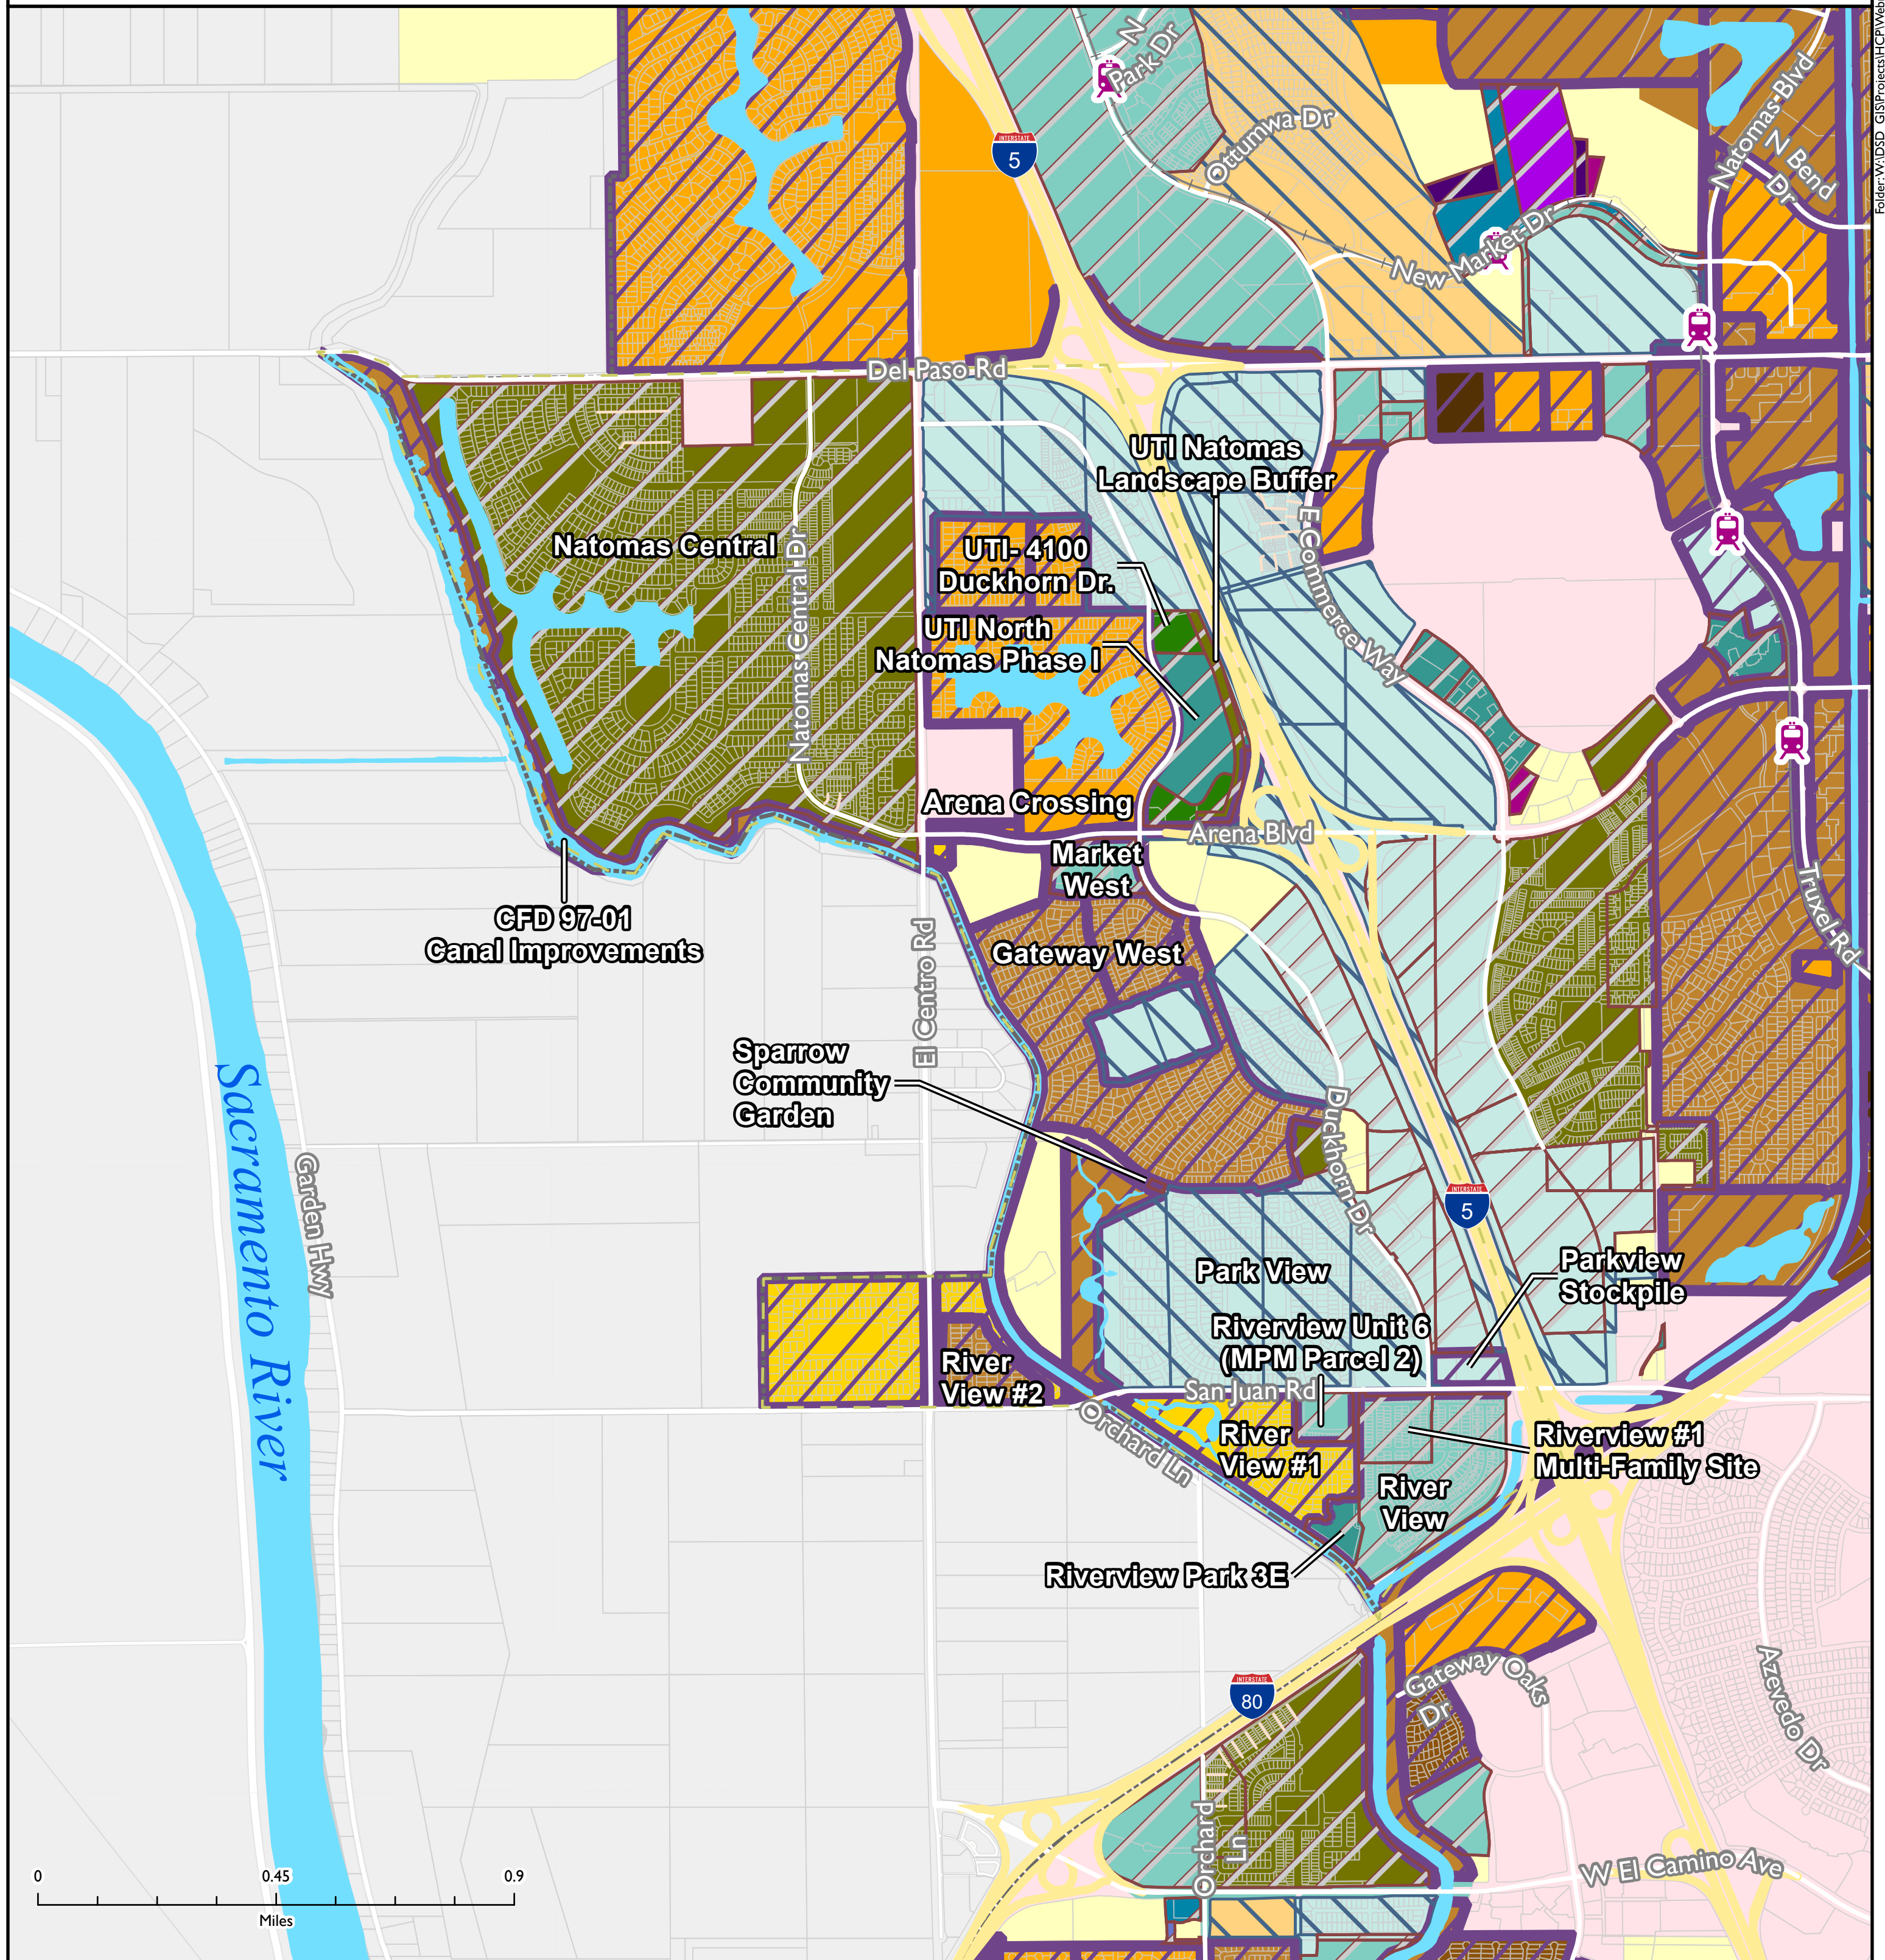 Folder: W:\DSD_GIS\Projects\HCP\Webi
N
Park Dr
Ottumwa Dr
INTERSTATE
5
Natomas Blvd
N Bend
Dr
New Market Dr
Del Paso Rd
UTI Natomas
Landscape Buffer
E Commerce Way
Natomas Central
Natomas Central Dr
UTI- 4100
Duckhorn Dr.
UTI North
Natomas Phase I
Arena Crossing
Arena Blvd
Market
West
Truxel Rd
CFD 97-01
Canal Improvements
Gateway West
El Centro Rd
Sparrow
Community
Garden
Duckhorn Dr
Sacramento River
Garden Hwy
INTERSTATE
5
Park View
Parkview
Stockpile
Riverview Unit 6
(MPM Parcel 2)
River
View #2
San Juan Rd
Orchard Ln
River
View #1
Riverview #1
Multi-Family Site
River
View
Riverview Park 3E
Gateway Oaks
Dr
Azevedo Dr
INTERSTATE
80
Orchard
Ln
W El Camino Ave
0
0.45
0.9
Miles